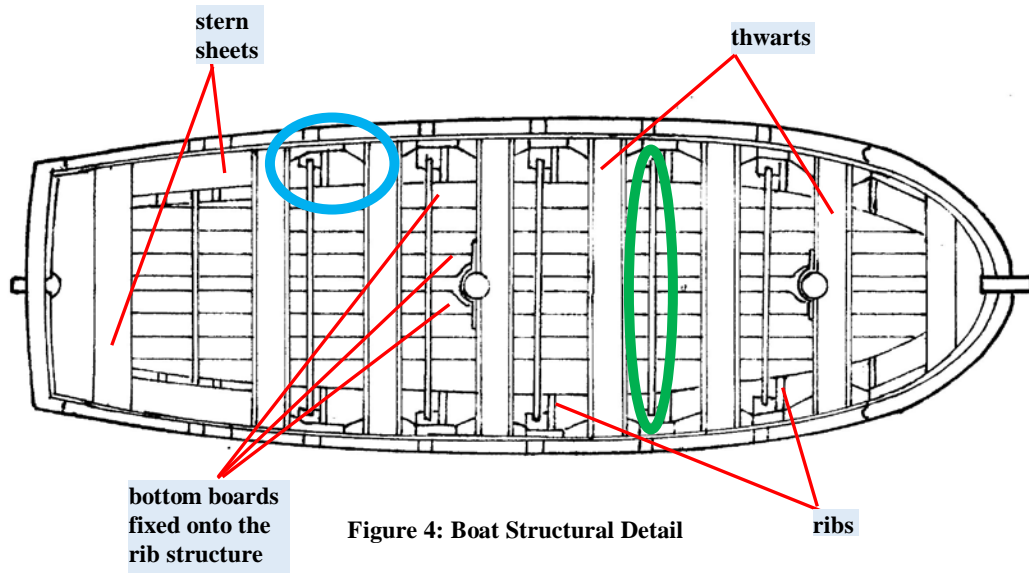 stern
sheets
thwarts
bottom boards
fixed onto the
rib structure
Figure 4: Boat Structural Detail
ribs